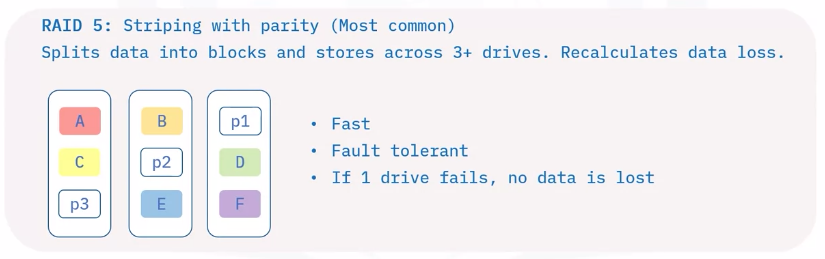 RAID 5: Striping with parity (Most common)
Splits data into blocks and stores across 3+ drives. Recalculates data loss.
A B p1
C p2 D
p3 E F
• Fast
• Fault tolerant
• If 1 drive fails, no data is lost